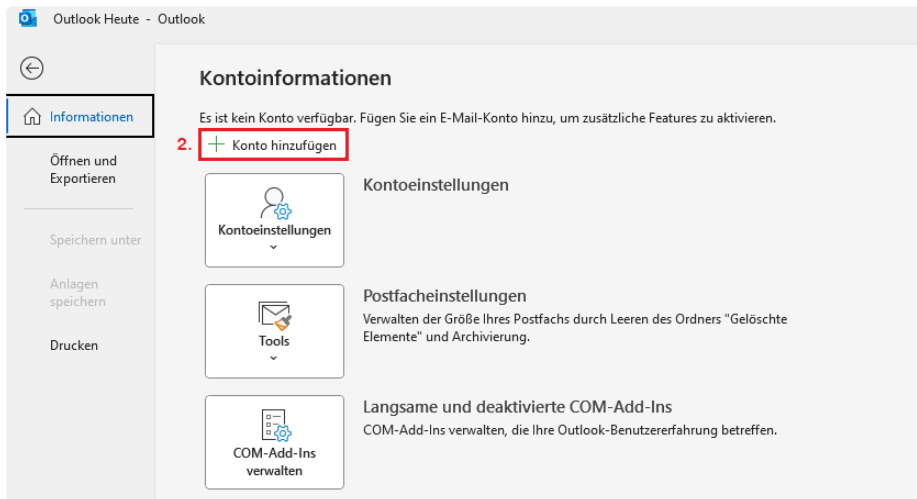 Outlook Heute - Outlook
Kontoinformationen
Informationen
Es ist kein Konto verfügbar. Fügen Sie ein E-Mail-Konto hinzu, um zusätzliche Features zu aktivieren.
2. Konto hinzufügen
Öffnen und
Exportieren
Speichern unter
Anlagen
speichern
Drucken
Kontoeinstellungen
Kontoeinstellungen
Tools
Postfacheinstellungen
Verwalten der Größe Ihres Postfachs durch Leeren des Ordners "Gelöschte
Elemente" und Archivierung.
COM-Add-Ins
verwalten
Langsame und deaktivierte COM-Add-Ins
COM-Add-Ins verwalten, die Ihre Outlook-Benutzererfahrung betreffen.